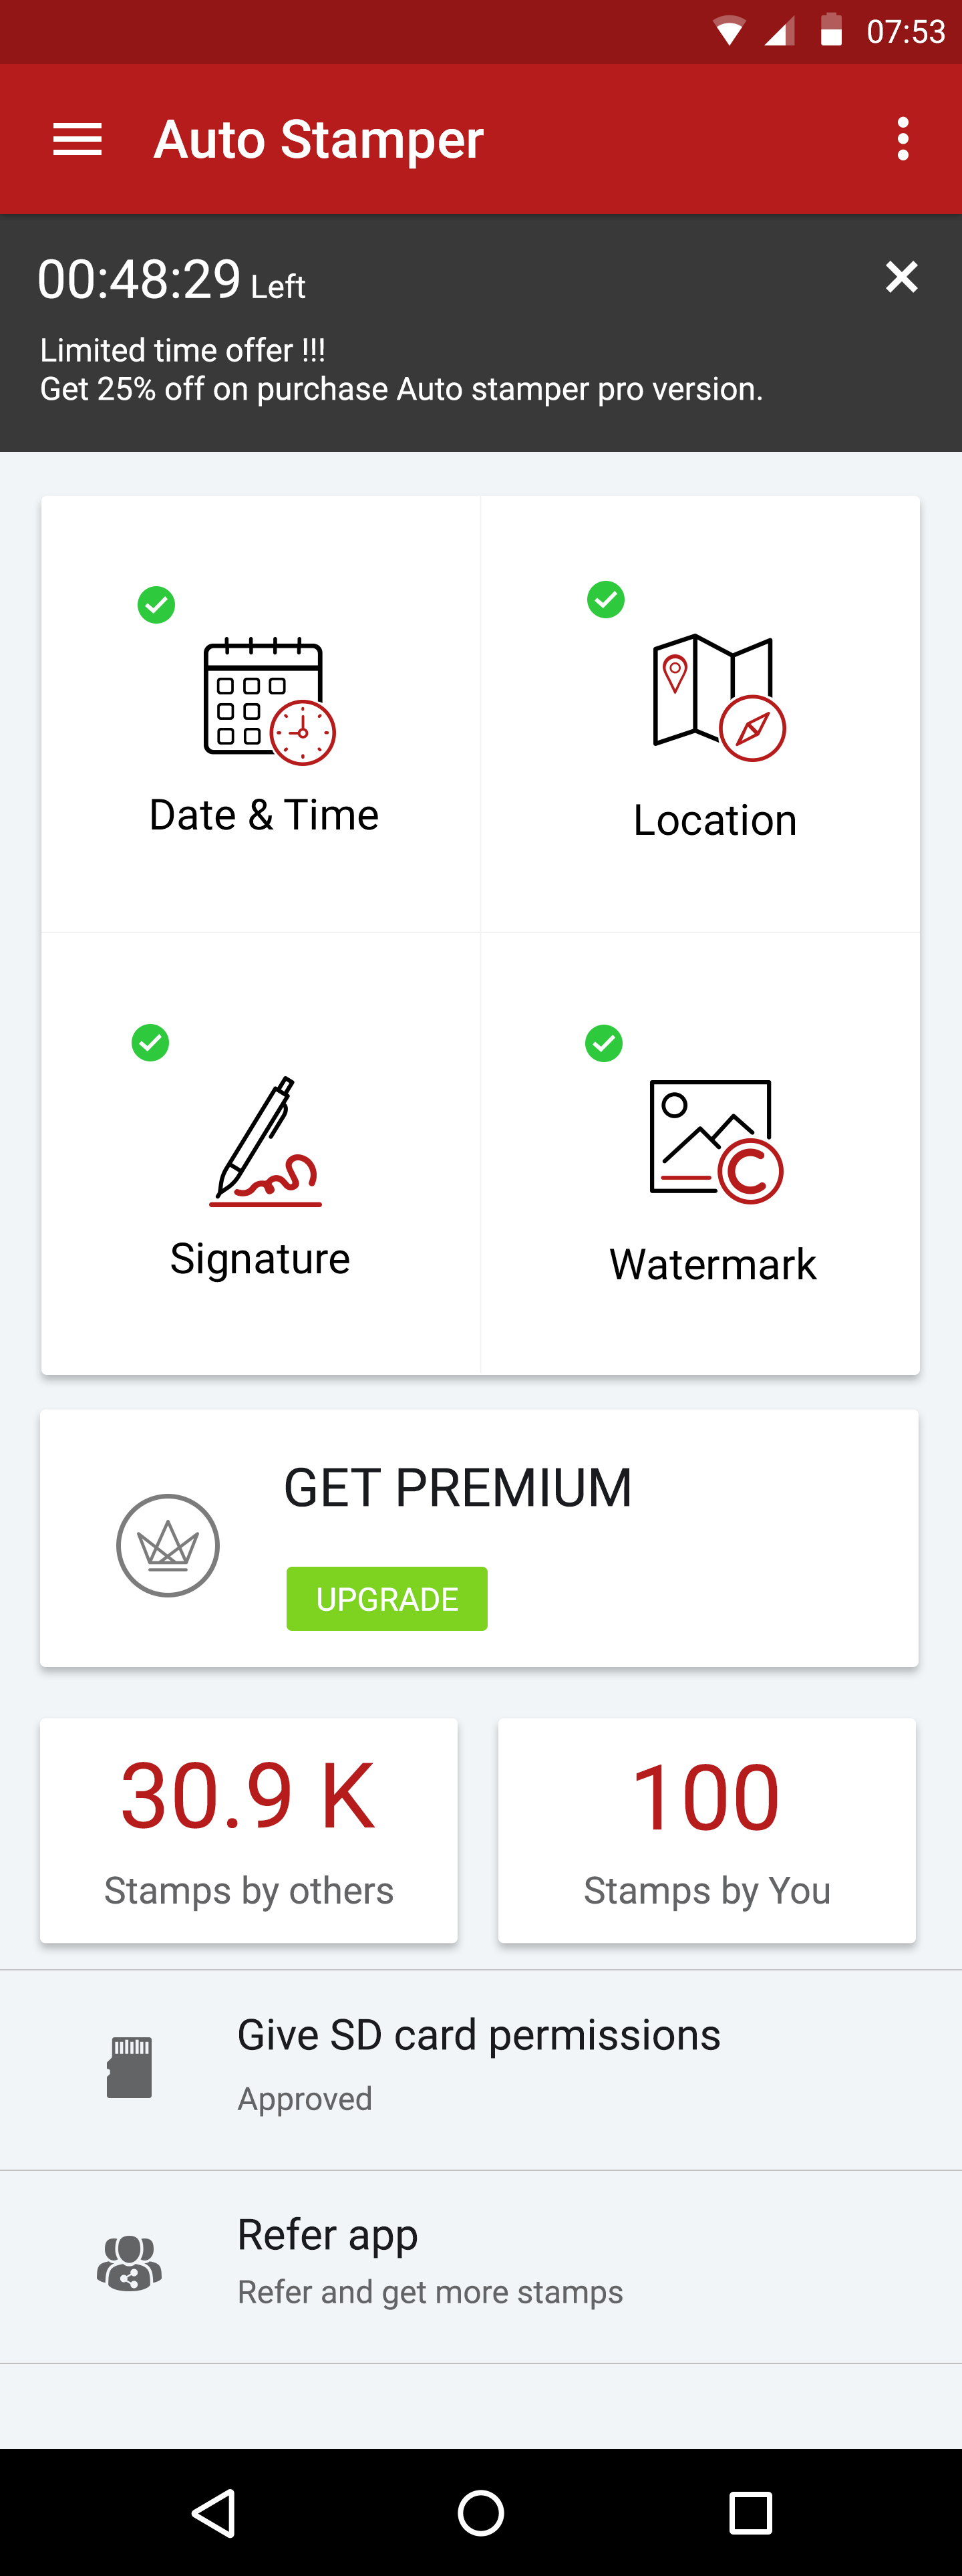 07:53
Auto Stamper
00:48:29 Left
Limited time offer !!!
Get 25% off on purchase Auto stamper pro version.
Date & Time
Location
Signature
Watermark
GET PREMIUM
UPGRADE
30.9 K
Stamps by others
100
Stamps by You
Give SD card permissions
Approved
Refer app
Refer and get more stamps